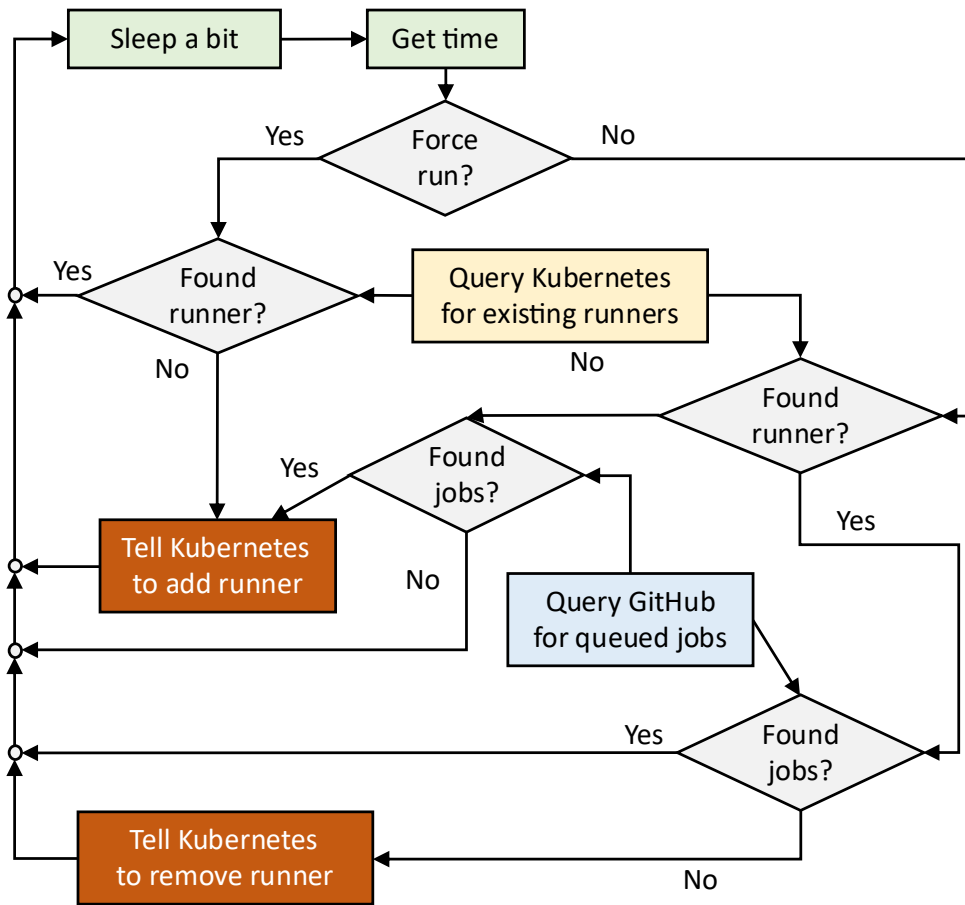 Sleep a bit
Get time
Yes
Force
run?
No
Yes
Found
runner?
Query Kubernetes
for existing runners
No
No
Found
runner?
Yes
Found
jobs?
Yes
Tell Kubernetes
to add runner
No
Query GitHub
for queued jobs
Yes
Found
jobs?
Tell Kubernetes
to remove runner
No